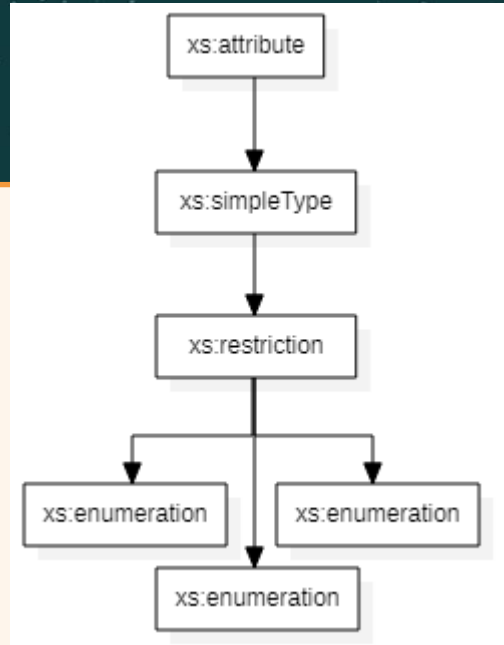 xs:attribute
xs:simpleType
xs:restriction
xs:enumeration
xs:enumeration
xs:enumeration